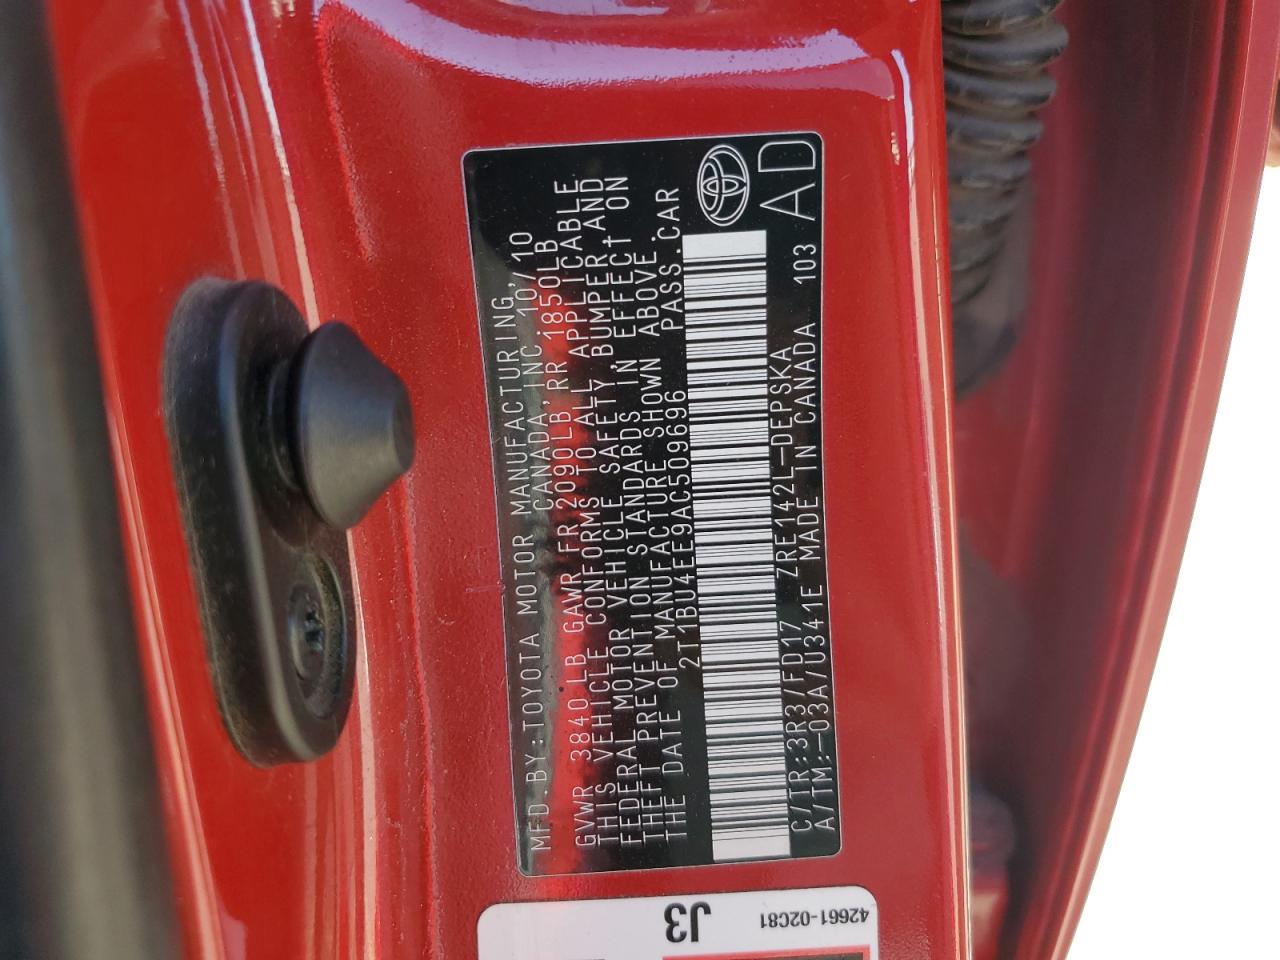 MFD.BY:TOYOTA MOTOR MANUFACTURING,
CANADA,INC. 10/10
GVWR 3840LB GAWR FR 2090LB,RR 1850LB
THIS VEHICLE CONFORMS TO ALL APPLICABLE
FEDERAL MOTOR VEHICLE SAFETY,BUMPER,AND
THEFT PREVENTION STANDARDS IN EFFECT ON
THE DATE OF MANUFACTURE SHOWN ABOVE.
2T1BU4EE9AC509696 PASS.CAR
C/TR:3R3/FD17 ZRE142L-DEPSKA
A/TM:-03A/U341E MADE IN CANADA 103
AD
J3
42661-02C81